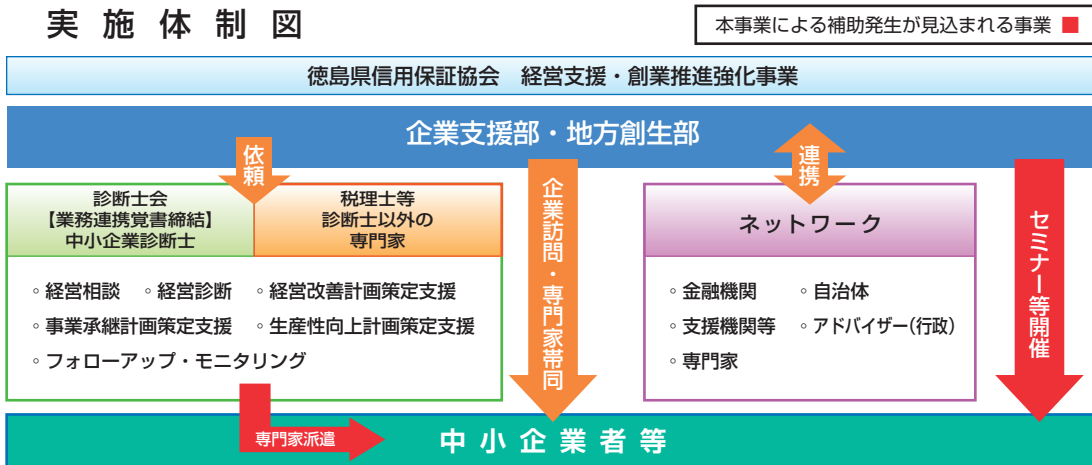 実施体制図
本事業による補助発生が見込まれる事業 ■
徳島県信用保証協会　経営支援・創業推進強化事業
企業支援部・地方創生部
依頼
連携
診断士会
【業務連携覚書締結】
中小企業診断士
税理士等
診断士以外の
専門家
企業訪問・専門家帯同
ネットワーク
セミナー等開催
◦経営相談　◦経営診断　◦経営改善計画策定支援
◦事業承継計画策定支援　◦生産性向上計画策定支援
◦フォローアップ・モニタリング
◦金融機関　◦自治体
◦支援機関等　◦アドバイザー(行政)
◦専門家
専門家派遣
中小企業者等